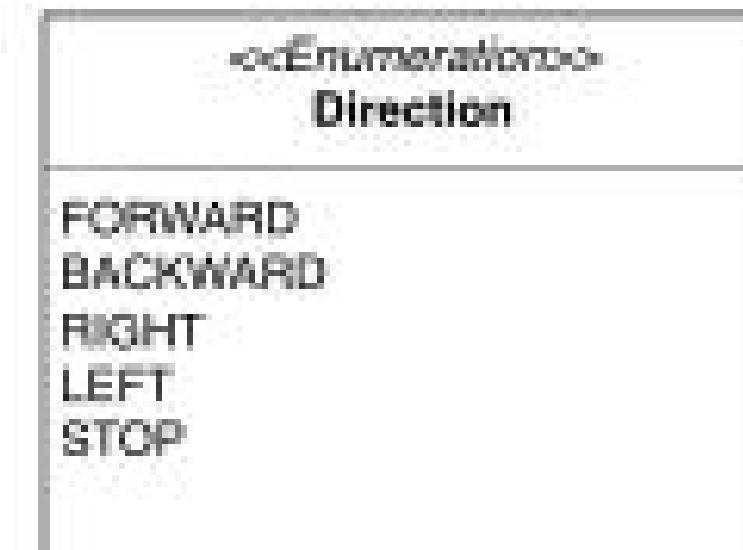 <<Enumeration>>
Direction
FORWARD
BACKWARD
RIGHT
LEFT
STOP